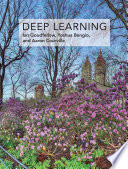 DEEP LEARNING
Ian Goodfellow, Yoshua Bengio,
and Aaron Courville